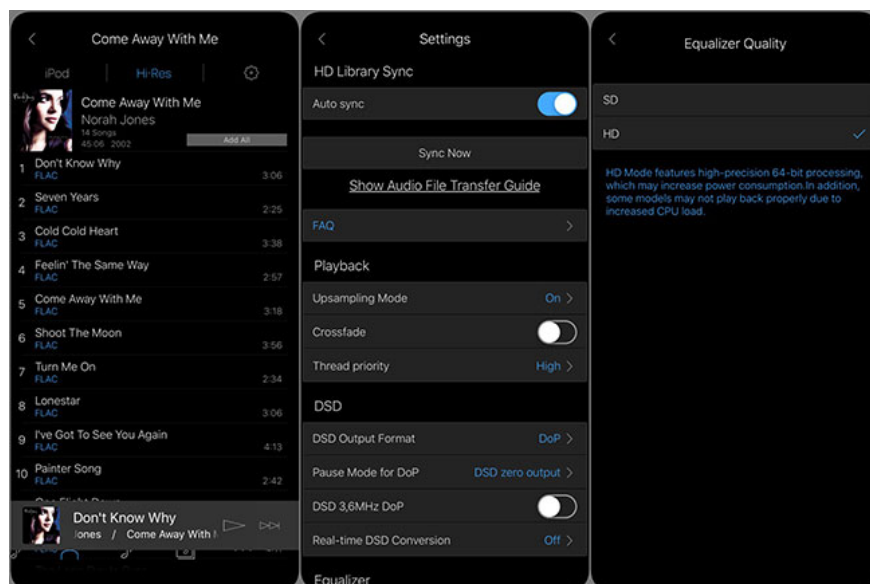 Come Away With Me
iPod
Hi-Res
Come Away With Me
Norah Jones
14 Songs
45:06 2002
Add All
1 Don't Know Why
FLAC 3:06
2 Seven Years
FLAC 2:25
3 Cold Cold Heart
FLAC 3:38
4 Feelin' The Same Way
FLAC 2:57
5 Come Away With Me
FLAC 3:18
6 Shoot The Moon
FLAC 3:56
7 Turn Me On
FLAC 2:34
8 Lonestar
FLAC 3:06
9 I've Got To See You Again
FLAC 4:13
10 Painter Song
FLAC 2:42
One Flight Down
Don't Know Why
Jones / Come Away With
Settings
HD Library Sync
Auto sync
Sync Now
Show Audio File Transfer Guide
FAQ
Playback
Upsampling Mode On
Crossfade
Thread priority High
DSD
DSD Output Format DoP
Pause Mode for DoP DSD zero output
DSD 3,6MHz DoP
Real-time DSD Conversion Off
Equalizer
Equalizer Quality
SD
HD
HD Mode features high-precision 64-bit processing,
which may increase power consumption.In addition,
some models may not play back properly due to
increased CPU load.